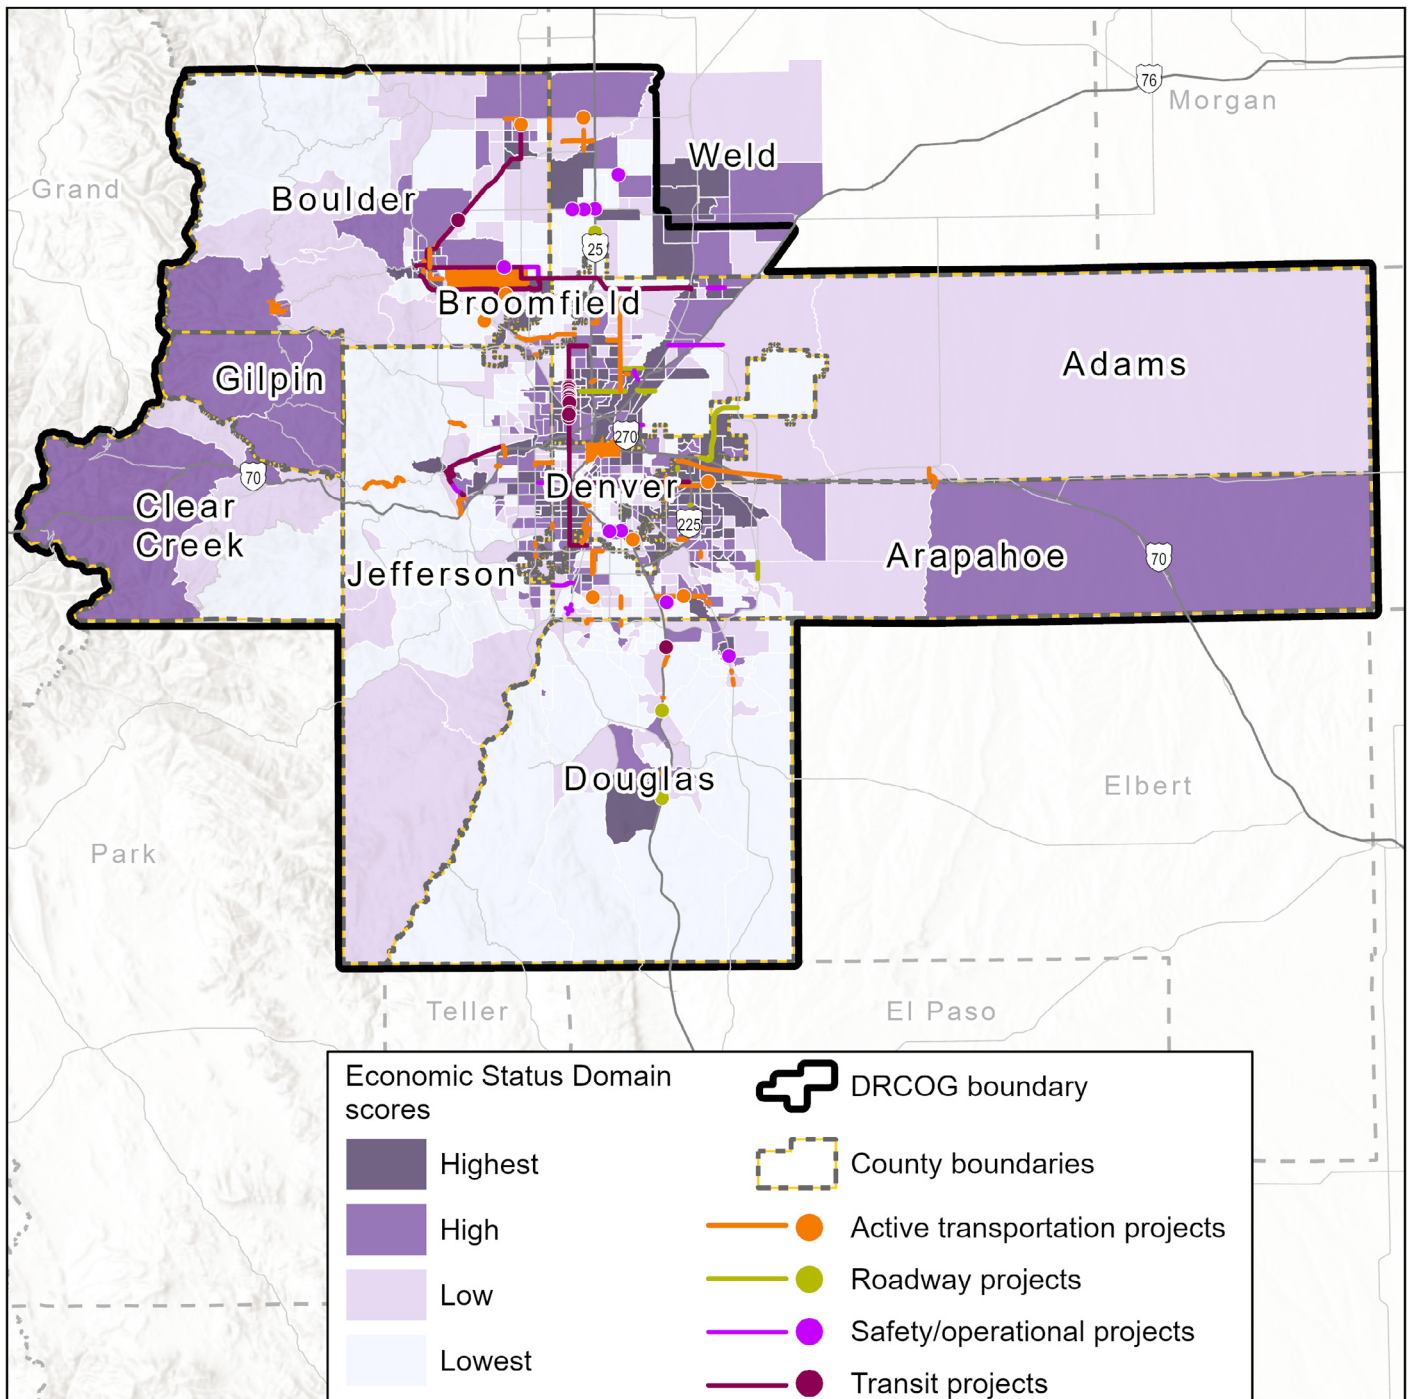 76
Morgan
Weld
Grand
Boulder
25
Broomfield
Adams
Gilpin
270
70
Denver
Clear
Creek
225
Arapahoe
70
Jefferson
Douglas
Elbert
Park
Teller
El Paso
Economic Status Domain
scores
Highest
High
Low
Lowest
DRCOG boundary
County boundaries
Active transportation projects
Roadway projects
Safety/operational projects
Transit projects